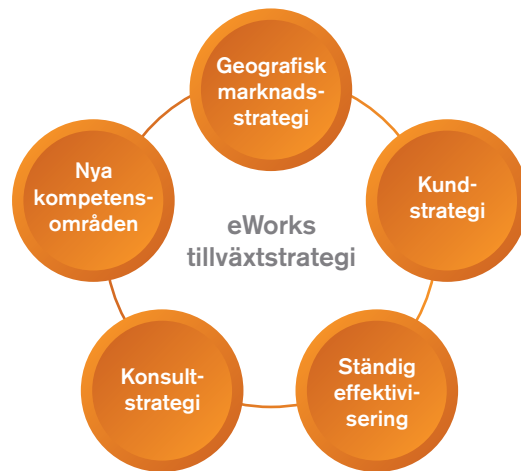 Geografisk
marknads-
strategi
Kund-
strategi
Ständig
effektivi-
sering
Konsult-
strategi
Nya
kompetens-
områden
eWorks
tillväxtstrategi